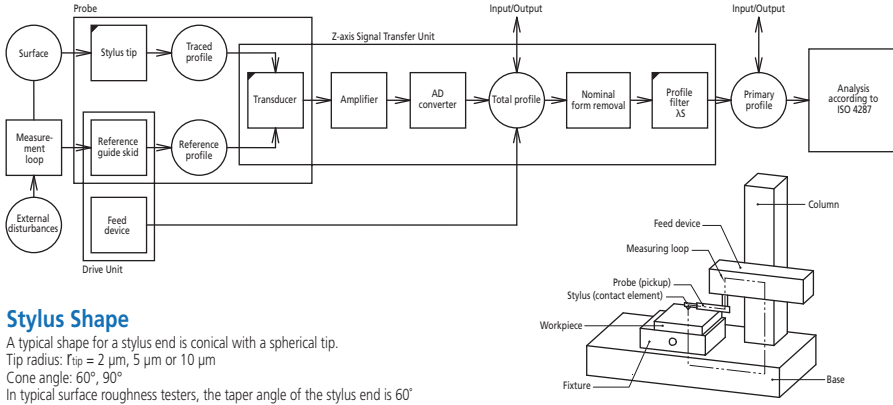 Probe
Input/Output
Input/Output
Z-axis Signal Transfer Unit
Surface
Stylus tip
Traced
profile
Transducer
Amplifier
AD
converter
Total profile
Nominal
form removal
Profile
filter
λS
Primary
profile
Analysis
according to
ISO 4287
Measure-
ment
loop
Reference
guide skid
Reference
profile
External
disturbances
Feed
device
Drive Unit
Column
Feed device
Measuring loop
Probe (pickup)
Stylus (contact element)
Workpiece
Fixture
Base
Stylus Shape
A typical shape for a stylus end is conical with a spherical tip.
Tip radius: rtip = 2 µm, 5 µm or 10 µm
Cone angle: 60°, 90°
In typical surface roughness testers, the taper angle of the stylus end is 60˚